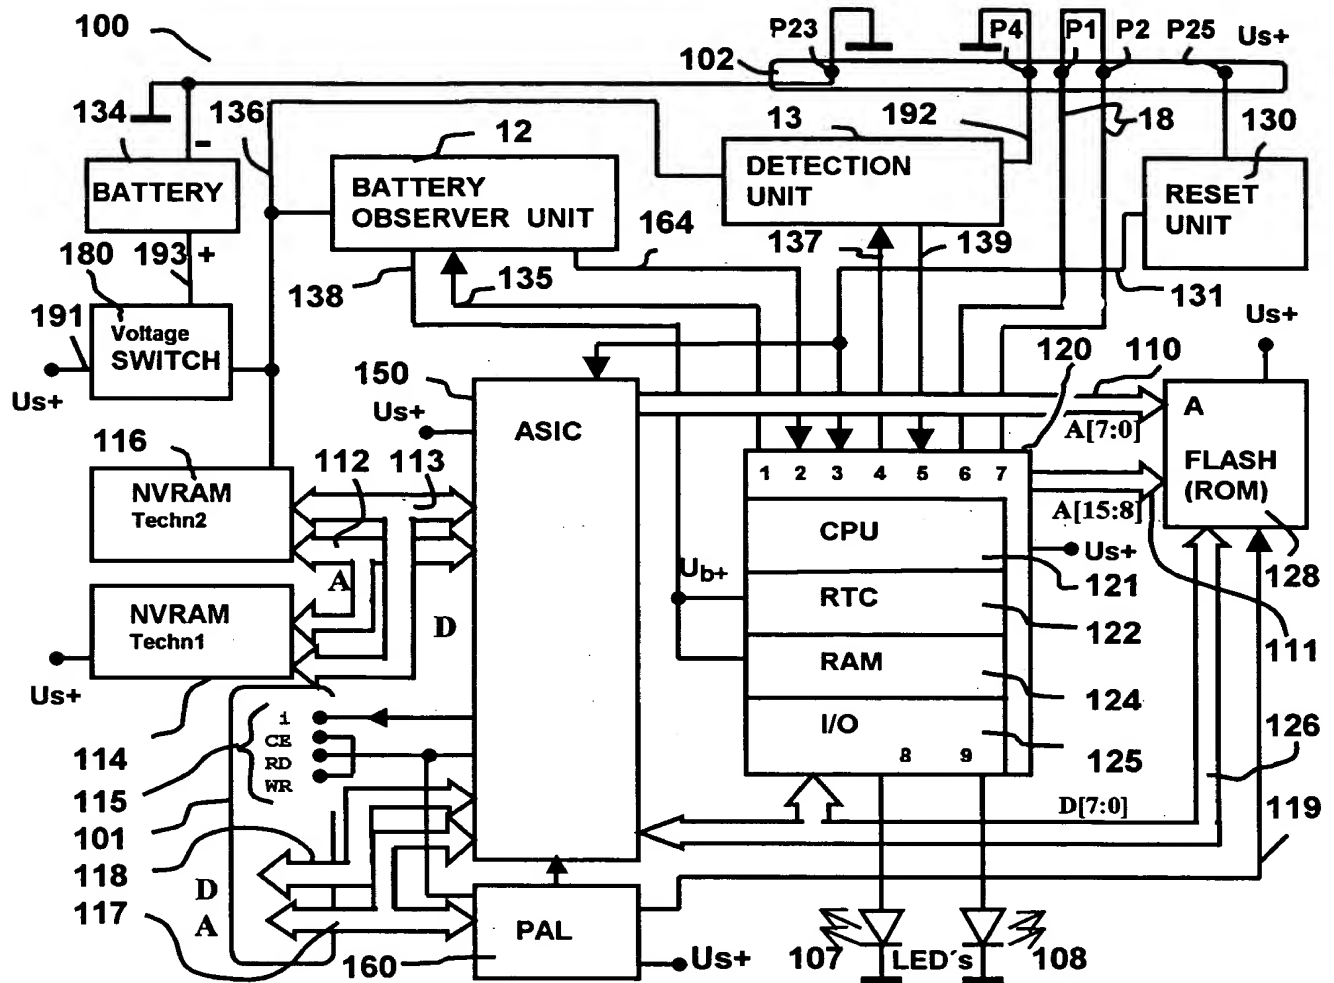 100
P23
P4
P1
P2
P25
Us+
102
134
136
12
13
192
18
130
-
BATTERY
BATTERY
OBSERVER UNIT
DETECTION
UNIT
RESET
UNIT
180
193 +
138
135
164
137
139
131
191
Voltage
SWITCH
Us+
Us+
150
Us+
ASIC
120
110
A
A[7:0]
FLASH
(ROM)
116
112
113
NVRAM
Techn2
1 2 3 4 5 6 7
A[15:8]
CPU
Us+
121
128
A
Ub+
RTC
122
111
NVRAM
Techn1
D
RAM
124
Us+
114
I/O
125
126
i
CE
RD
WR
115
8 9
D[7:0]
119
101
118
D
117
A
PAL
160
Us+
107
LED´s
108